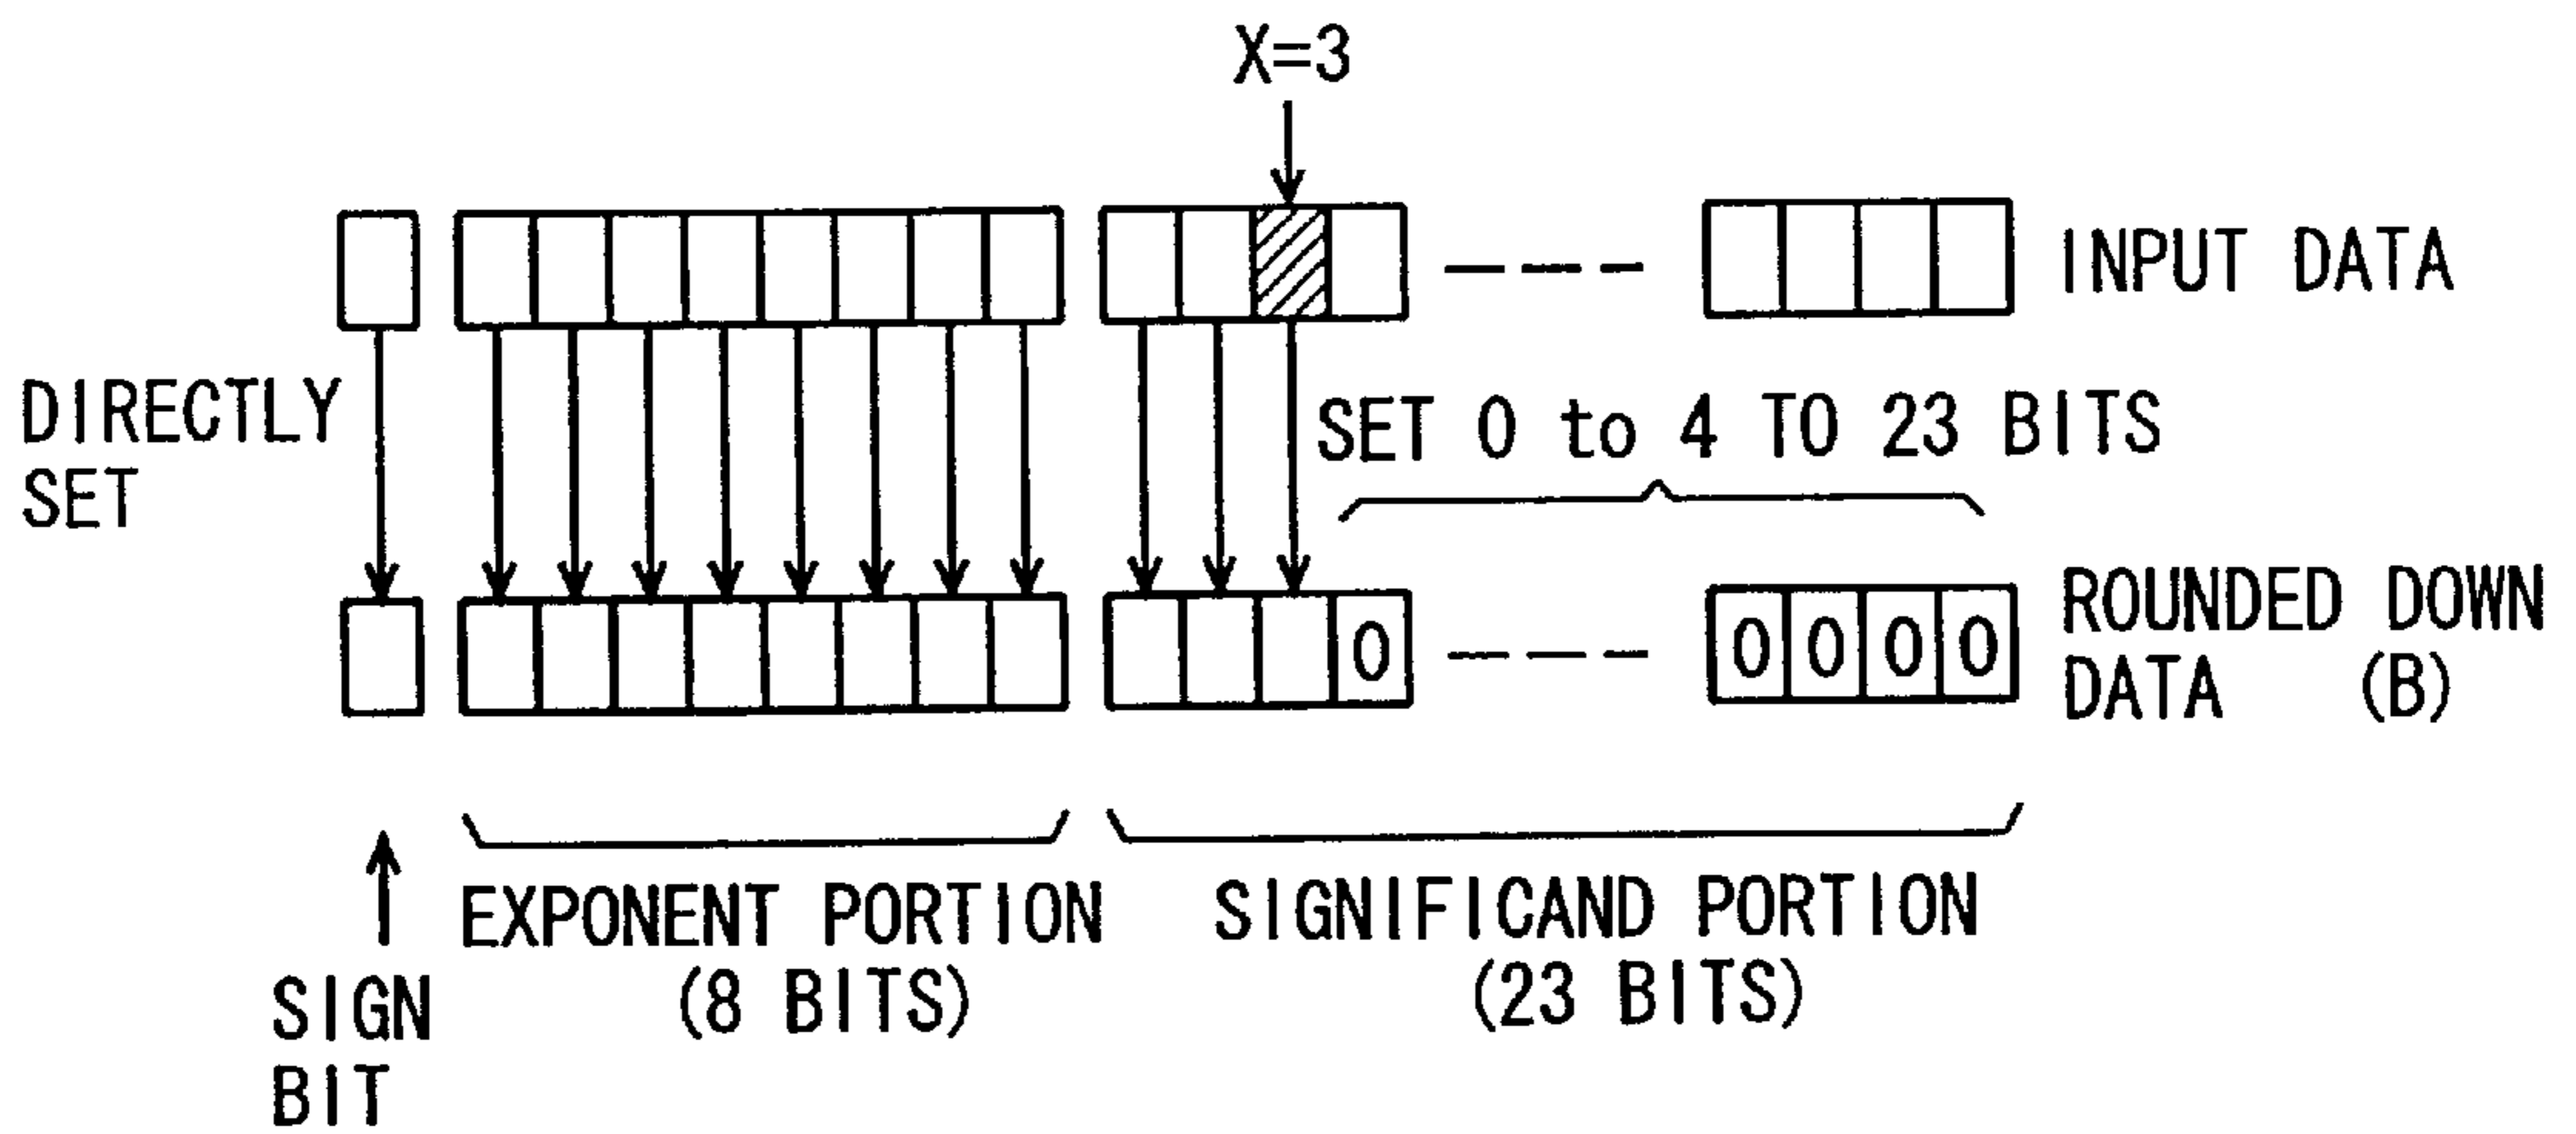 X=3
INPUT DATA
DIRECTLY
SET
SET 0 to 4 TO 23 BITS
0
0 0 0 0
ROUNDED DOWN
DATA (B)
EXPONENT PORTION
(8 BITS)
SIGNIFICAND PORTION
(23 BITS)
SIGN
BIT